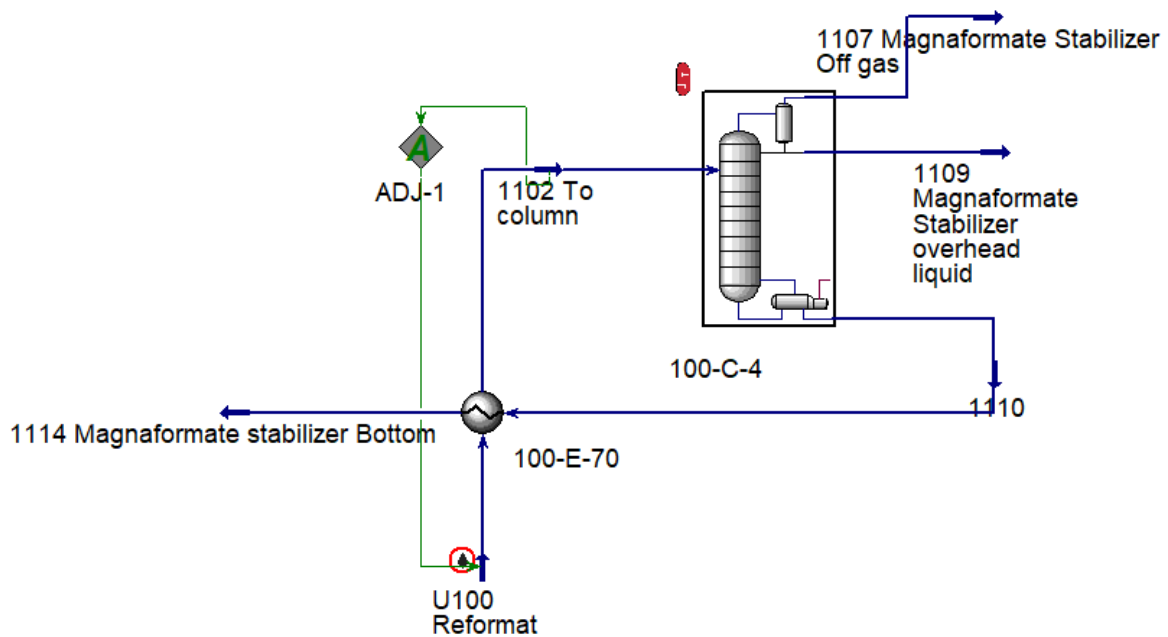 1107 Magnaformate Stabilizer
Off gas
A
ADJ-1
1102 To
column
1109
Magnaformate
Stabilizer
overhead
liquid
100-C-4
1110
1114 Magnaformate stabilizer Bottom
100-E-70
U100
Reformat